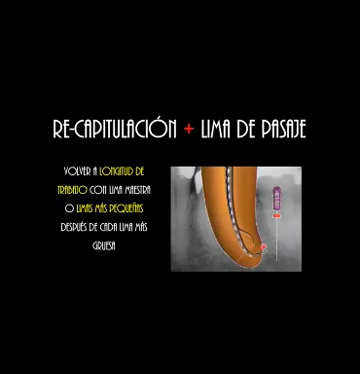 RE-CAPITULACIÓN + LIMA DE PASAJE
VOLVER A LONGITUD DE
TRABAJO CON LIMA MAESTRA
O LIMAS MÁS PEQUEÑAS
DESPUÉS DE CADA LIMA MÁS
GRUESA